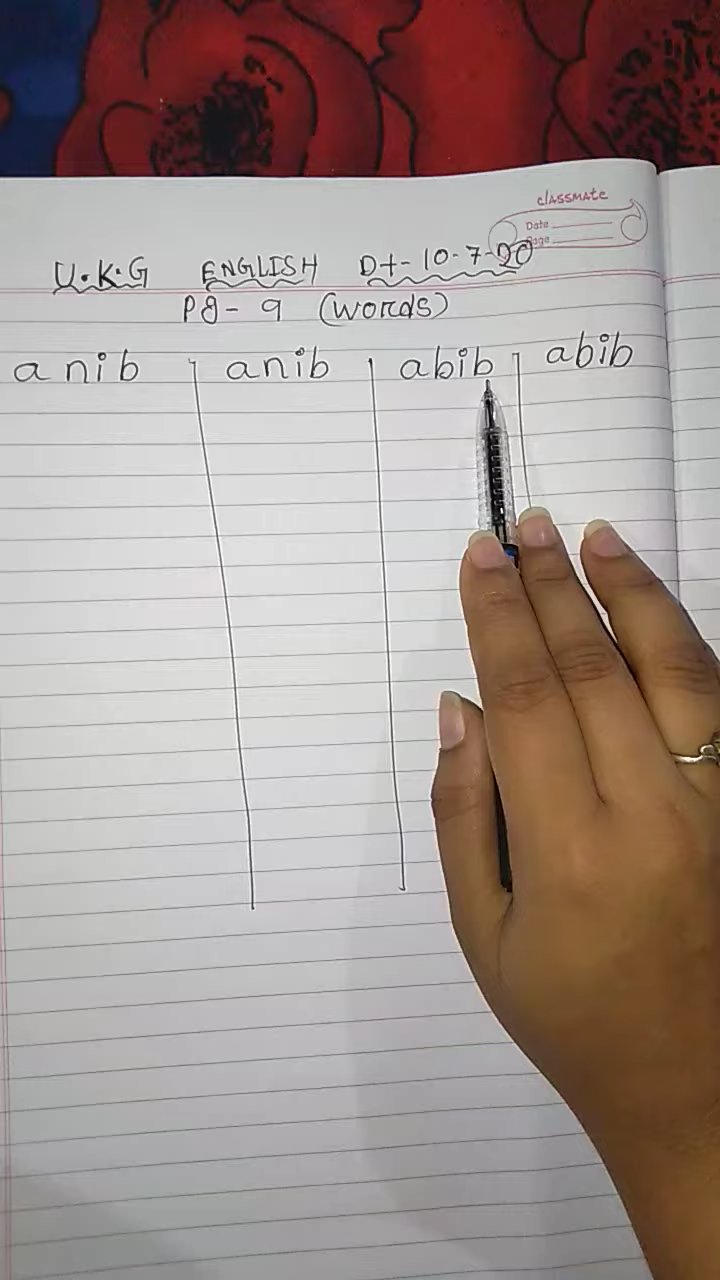 classmate
Date
Page
U.K.G ENGLISH Dt-10-7-20
Pg-9 (words)
anib anib abib abib